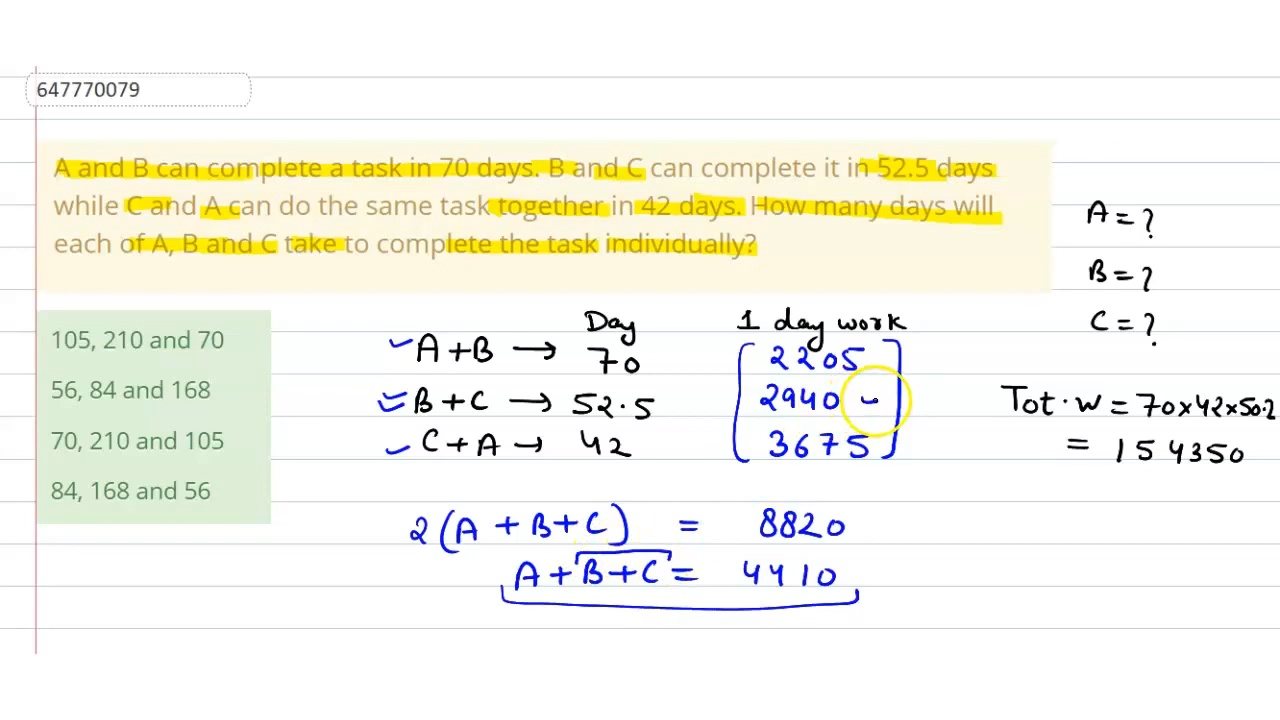 647770079
A and B can complete a task in 70 days. B and C can complete it in 52.5 days
while C and A can do the same task together in 42 days. How many days will
each of A, B and C take to complete the task individually?
A = ?
B = ?
C = ?
105, 210 and 70
56, 84 and 168
70, 210 and 105
84, 168 and 56
Day 1 day work
A+B → 70 2205
B+C → 52.5 2940 -
C+A → 42 3675
Tot. w = 70x42x50.2
= 154350
2(A+B+C) = 8820
A+B+C = 4410